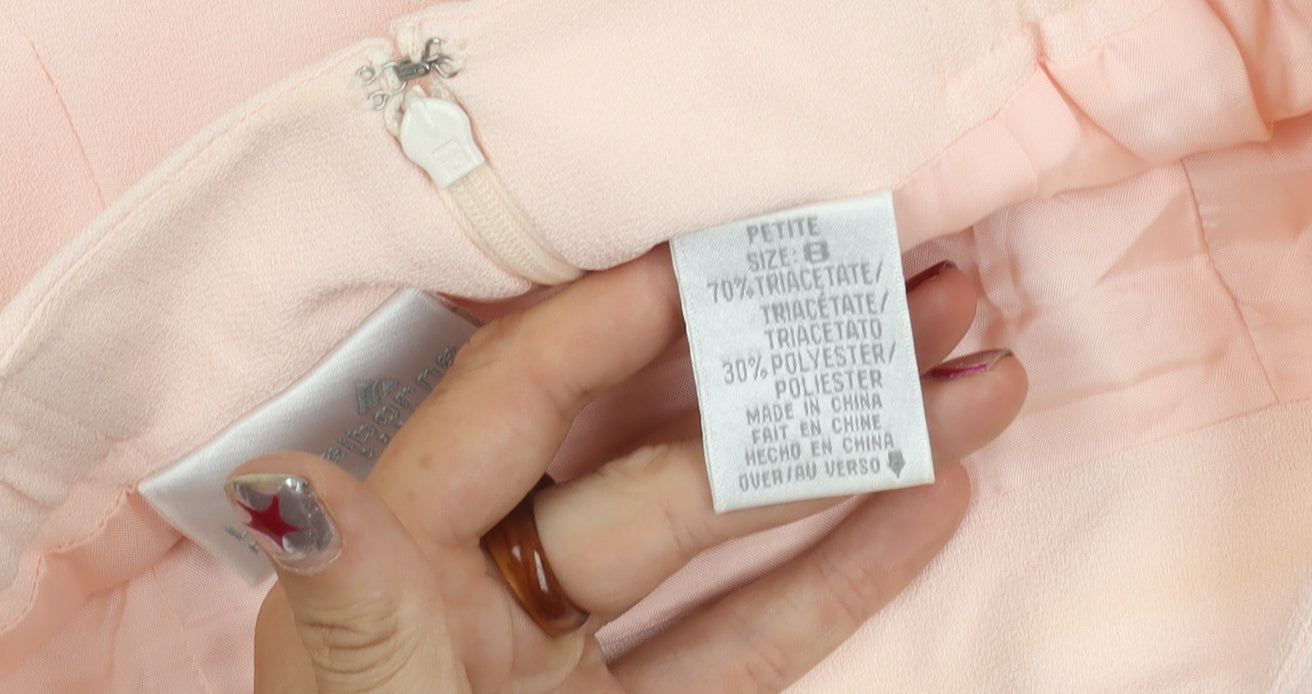 PETITE
SIZE: 8
70% TRIACETATE/
TRIACÉTATE/
TRIACETATO
30% POLYESTER/
POLIESTER
MADE IN CHINA
FAIT EN CHINE
HECHO EN CHINA
OVER/AU VERSO